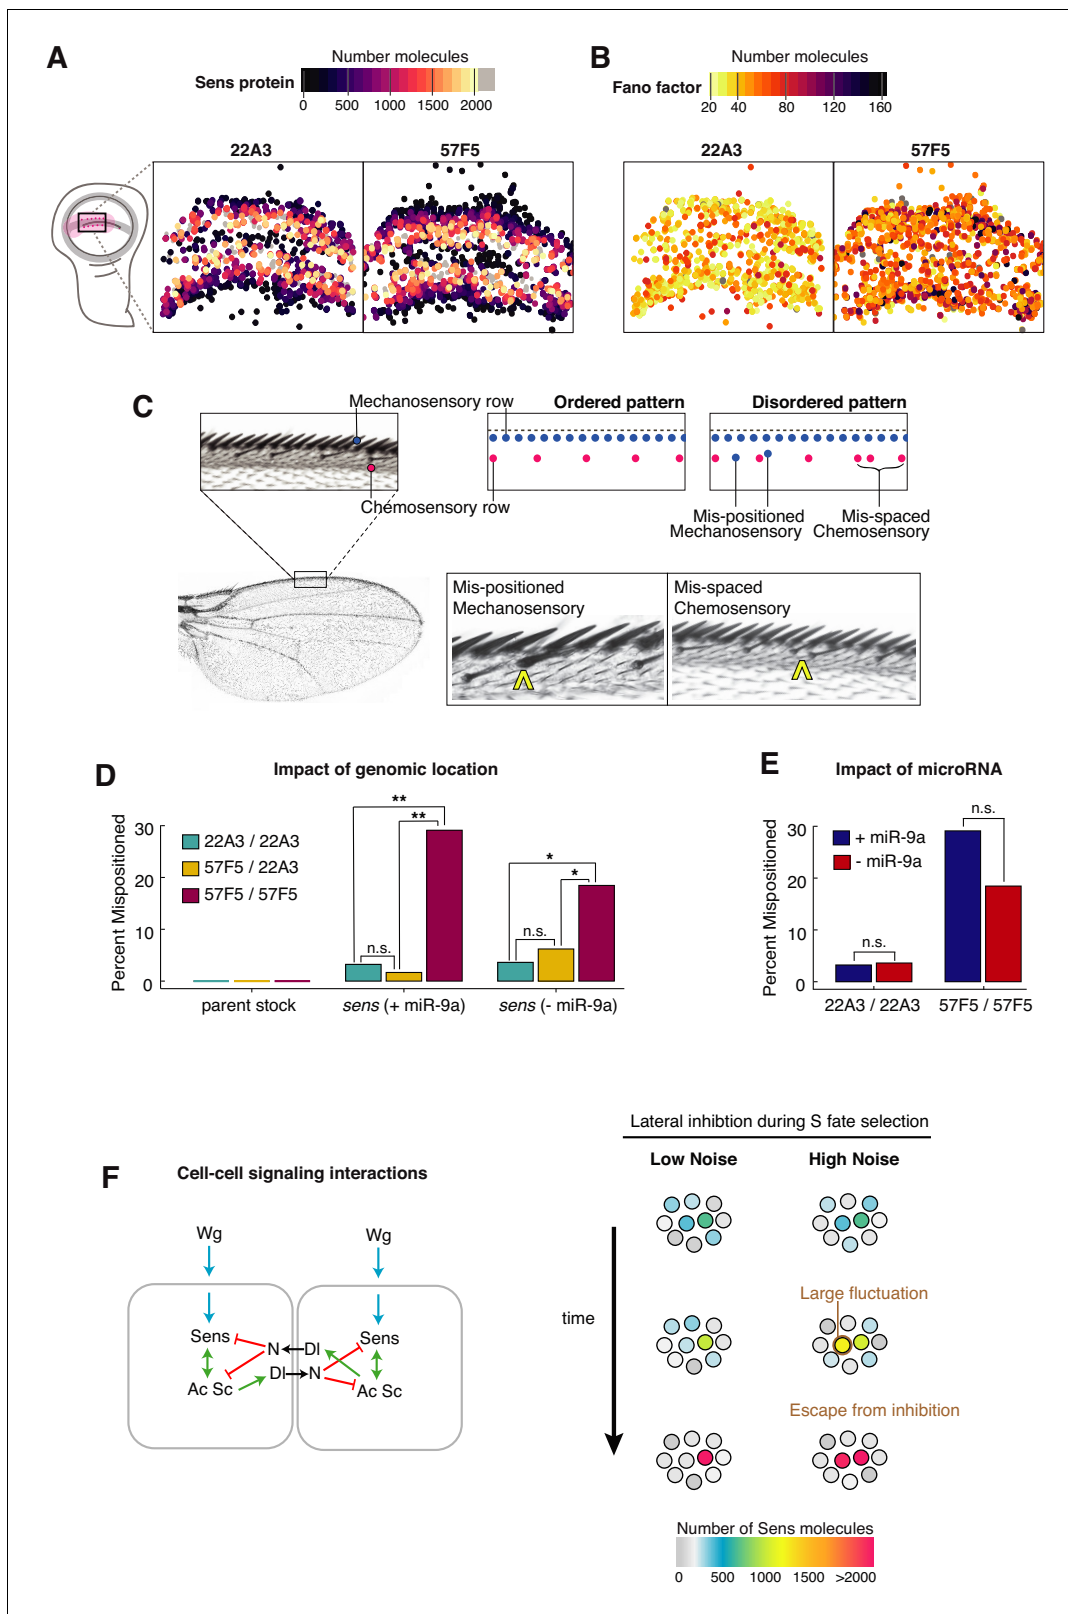 A
Number molecules
Sens protein
0 500 1000 1500 2000
22A3 57F5
B
Number molecules
Fano factor
20 40 80 120 160
22A3 57F5
C
Mechanosensory row
Chemosensory row
Ordered pattern
Disordered pattern
Mis-positioned
Mechanosensory
Mis-spaced
Chemosensory
Mis-positioned
Mechanosensory
Mis-spaced
Chemosensory
D
Impact of genomic location
Percent Mispositioned
30
20
10
0
22A3 / 22A3
57F5 / 22A3
57F5 / 57F5
**
**
n.s.
*
*
n.s.
parent stock
sens (+ miR-9a)
sens (- miR-9a)
E
Impact of microRNA
Percent Mispositioned
30
20
10
0
+ miR-9a
- miR-9a
n.s.
n.s.
22A3 / 22A3
57F5 / 57F5
F
Cell-cell signaling interactions
Wg Wg
Sens N Dl Sens
Ac Sc Dl N Ac Sc
Lateral inhibtion during S fate selection
Low Noise High Noise
time
Large fluctuation
Escape from inhibition
Number of Sens molecules
0 500 1000 1500 >2000